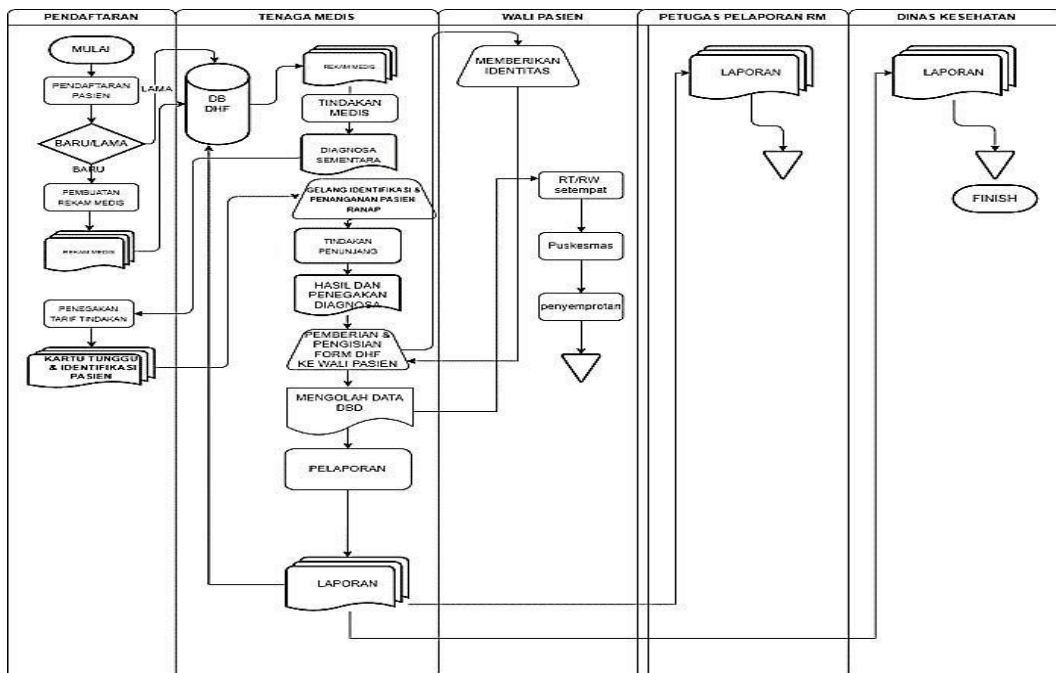 PENDAFTARAN
TENAGA MEDIS
WALI PASIEN
PETUGAS PELAPORAN RM
DINAS KESEHATAN
MULAI
PENDAFTARAN
PASIEN
LAMA
BARU/LAMA
BARU
PEMBUATAN
REKAM MEDIS
REKAM MEDIS
PENEGAKAN
TARIF TINDAKAN
KARTU TUNGGU
& IDENTIFIKASI
PASIEN
DB
DHF
REKAM MEDIS
TINDAKAN
MEDIS
DIAGNOSA
SEMENTARA
GELANG IDENTIFIKASI &
PENANGANAN PASIEN
RANAP
TINDAKAN
PENUNJANG
HASIL DAN
PENEGAKAN
DIAGNOSA
PEMBERIAN &
PENGISIAN
FORM DHF
KE WALI PASIEN
MENGOLAH DATA
DBD
PELAPORAN
LAPORAN
MEMBERIKAN
IDENTITAS
RT/RW
setempat
Puskesmas
penyemprotan
LAPORAN
LAPORAN
FINISH